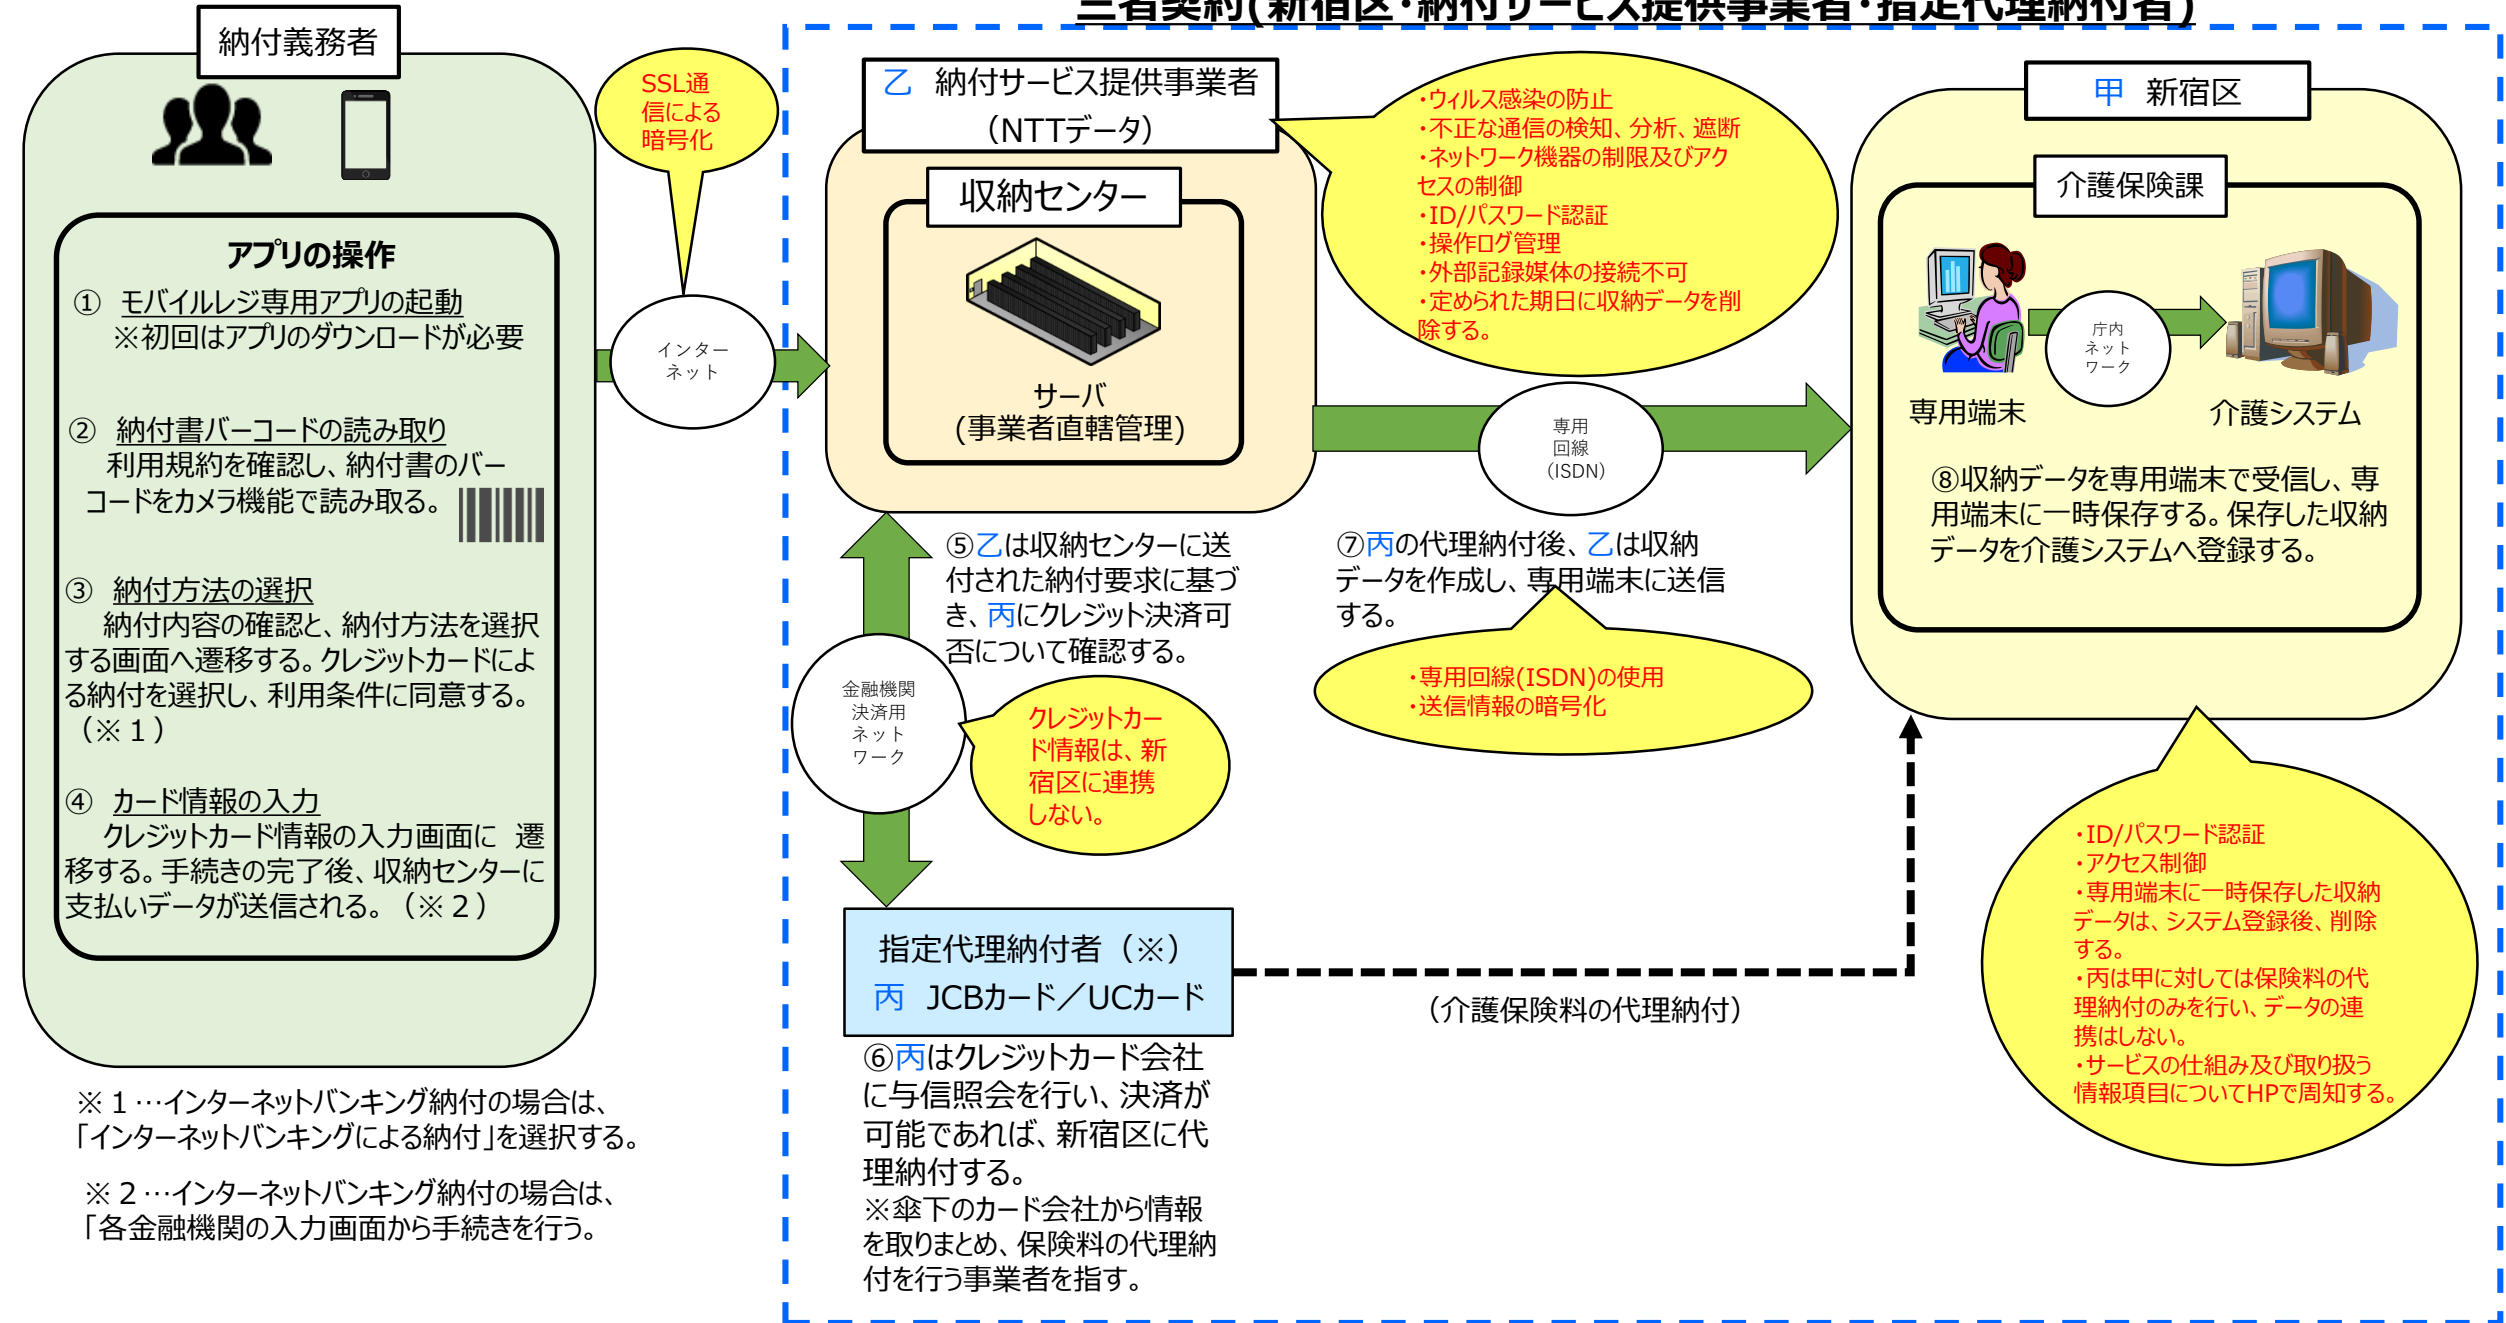 三者契約(新宿区・納付サービス提供事業者・指定代理納付者)
納付義務者
アプリの操作
① モバイルレジ専用アプリの起動
※初回はアプリのダウンロードが必要
② 納付書バーコードの読み取り
利用規約を確認し、納付書のバー
コードをカメラ機能で読み取る。
③ 納付方法の選択
納付内容の確認と、納付方法を選択
する画面へ遷移する。クレジットカードによ
る納付を選択し、利用条件に同意する。
（※１）
④ カード情報の入力
クレジットカード情報の入力画面に 遷
移する。手続きの完了後、収納センターに
支払いデータが送信される。（※２）
※１…インターネットバンキング納付の場合は、
「インターネットバンキングによる納付」を選択する。
※２…インターネットバンキング納付の場合は、
「各金融機関の入力画面から手続きを行う。
SSL通
信による
暗号化
インター
ネット
乙 納付サービス提供事業者
（NTTデータ）
収納センター
サーバ
(事業者直轄管理)
・ウィルス感染の防止
・不正な通信の検知、分析、遮断
・ネットワーク機器の制限及びアク
セスの制御
・ID/パスワード認証
・操作ログ管理
・外部記録媒体の接続不可
・定められた期日に収納データを削
除する。
専用
回線
（ISDN）
⑤乙は収納センターに送
付された納付要求に基づ
き、丙にクレジット決済可
否について確認する。
金融機関
決済用
ネット
ワーク
クレジットカー
ド情報は、新
宿区に連携
しない。
⑦丙の代理納付後、乙は収納
データを作成し、専用端末に送信
する。
・専用回線(ISDN)の使用
・送信情報の暗号化
指定代理納付者（※）
丙 JCBカード／UCカード
（介護保険料の代理納付）
⑥丙はクレジットカード会社
に与信照会を行い、決済が
可能であれば、新宿区に代
理納付する。
※傘下のカード会社から情報
を取りまとめ、保険料の代理納
付を行う事業者を指す。
甲 新宿区
介護保険課
庁内
ネット
ワーク
専用端末
介護システム
⑧収納データを専用端末で受信し、専
用端末に一時保存する。保存した収納
データを介護システムへ登録する。
・ID/パスワード認証
・アクセス制御
・専用端末に一時保存した収納
データは、システム登録後、削除
する。
・丙は甲に対しては保険料の代
理納付のみを行い、データの連
携はしない。
・サービスの仕組み及び取り扱う
情報項目についてHPで周知する。